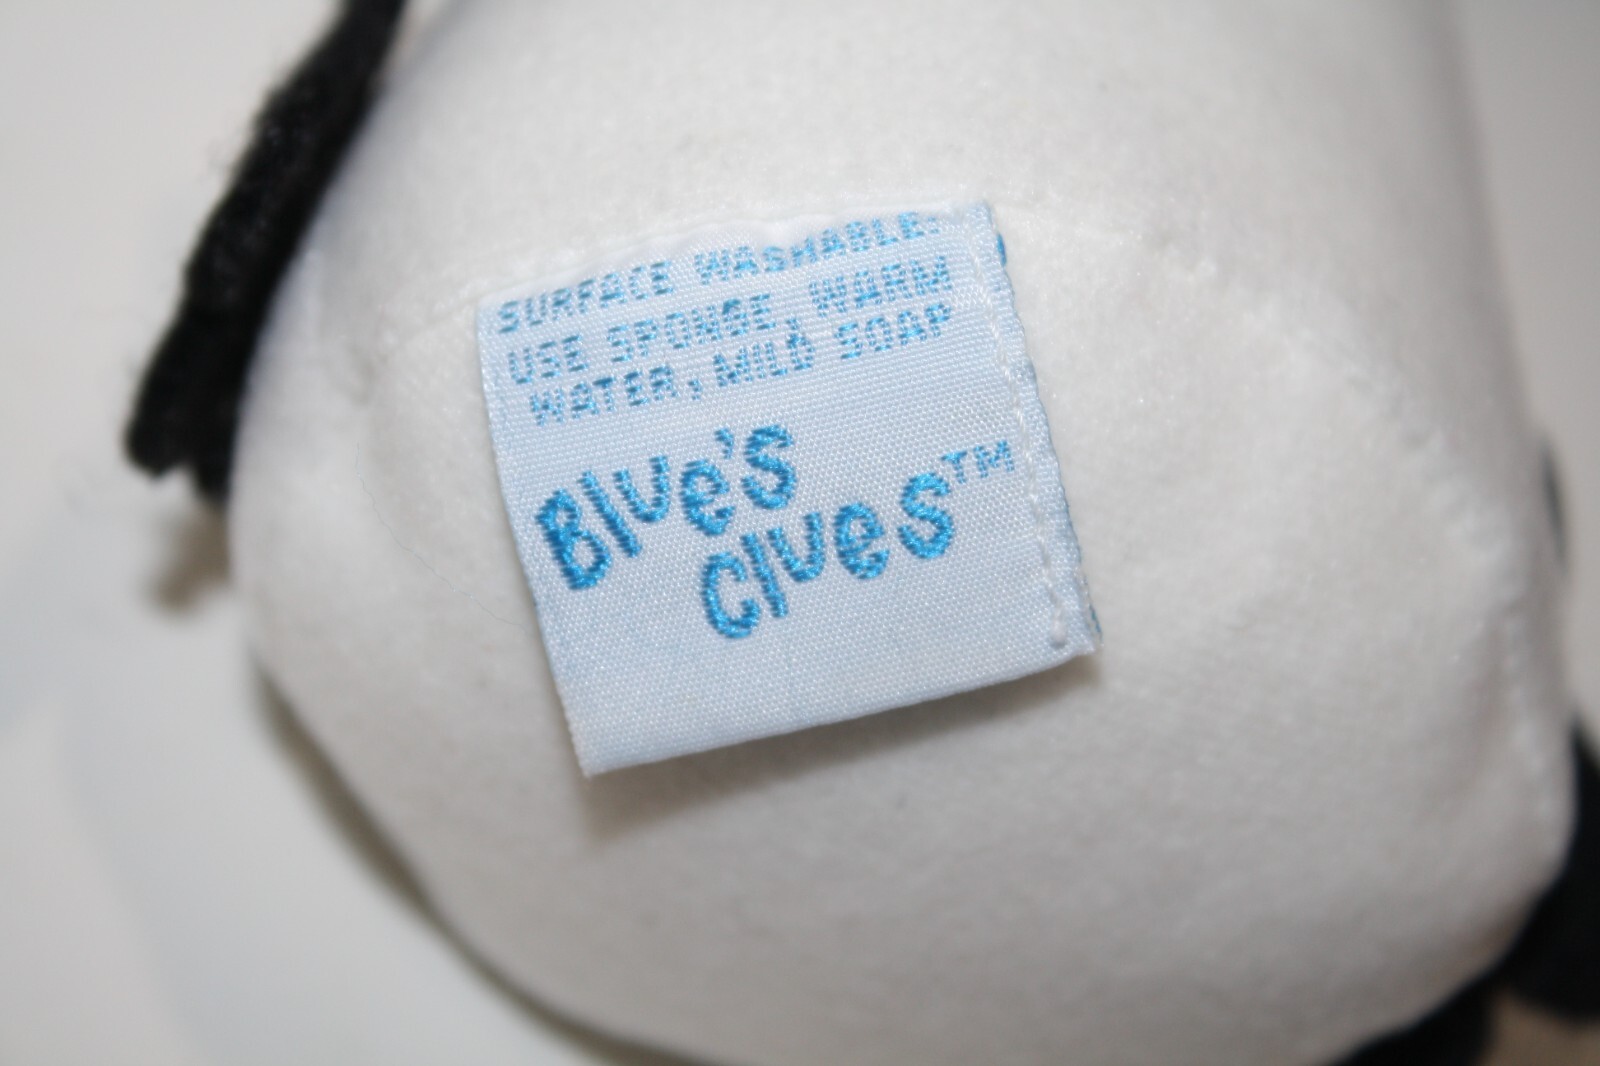 SURFACE WASHABLE.
USE SPONGE WARM
WATER, MILD SOAP
Blue's
Clues™